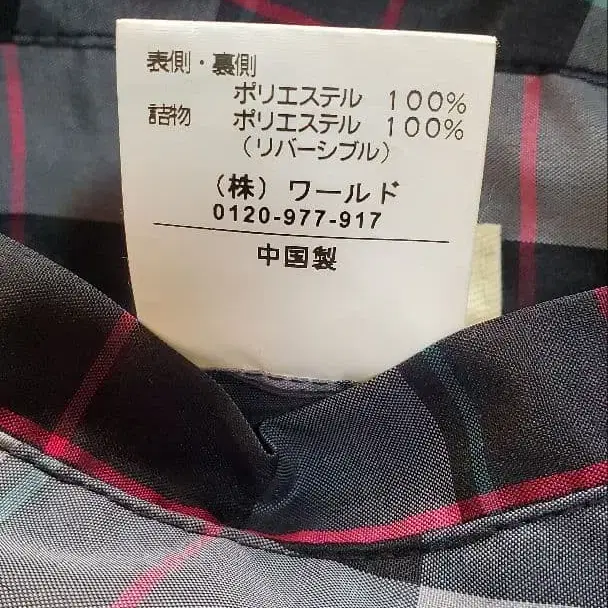 表側・裏側
ポリエステル 100%
詰物 ポリエステル 100%
(リバーシブル)
(株) ワールド
0120-977-917
中国製